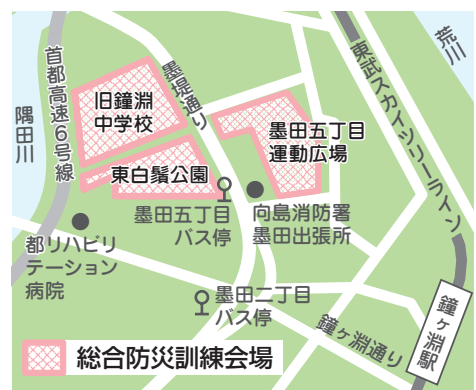 首都高速6号線
隅田川
旧鐘淵
中学校
墨堤通り
東武スカイツリーライン
荒川
墨田五丁目
運動広場
東白鬚公園
墨田五丁目
バス停
向島消防署
墨田出張所
都リハビリ
テーション
病院
墨田二丁目
バス停
鐘ヶ淵通り
鐘ヶ淵駅
総合防災訓練会場